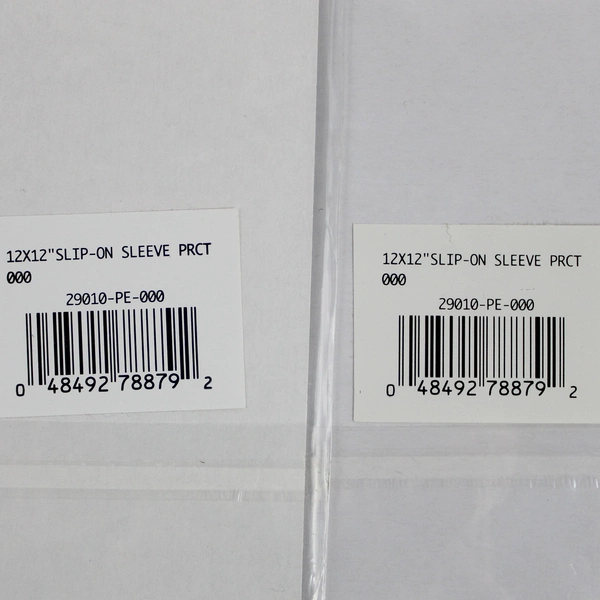 12X12"SLIP-ON SLEEVE PRCT
000
29010-PE-000
0 48492 78879 2
12X12"SLIP-ON SLEEVE PRCT
000
29010-PE-000
0 48492 78879 2